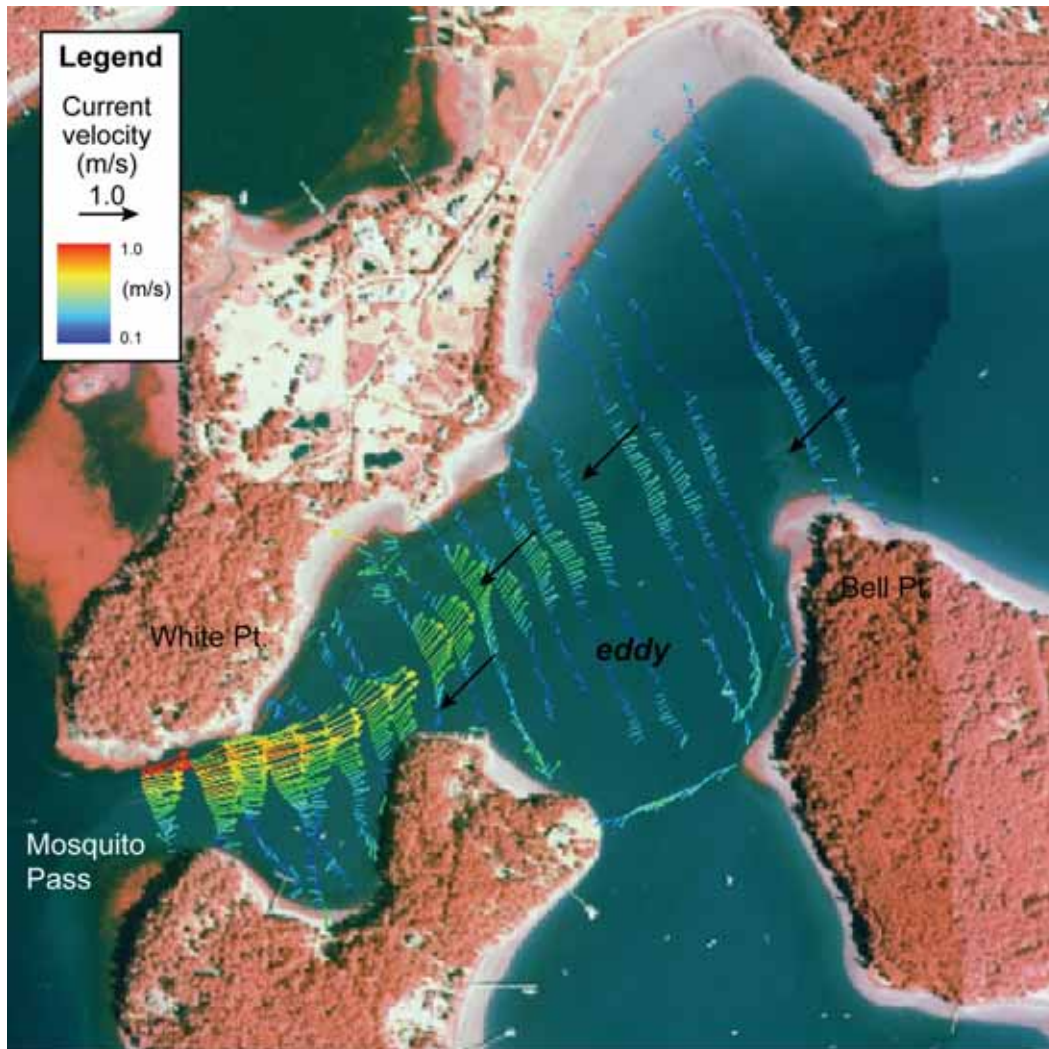 Legend
Current
velocity
(m/s)
1.0
1.0
(m/s)
0.1
White Pt.
Bell Pt.
eddy
Mosquito
Pass